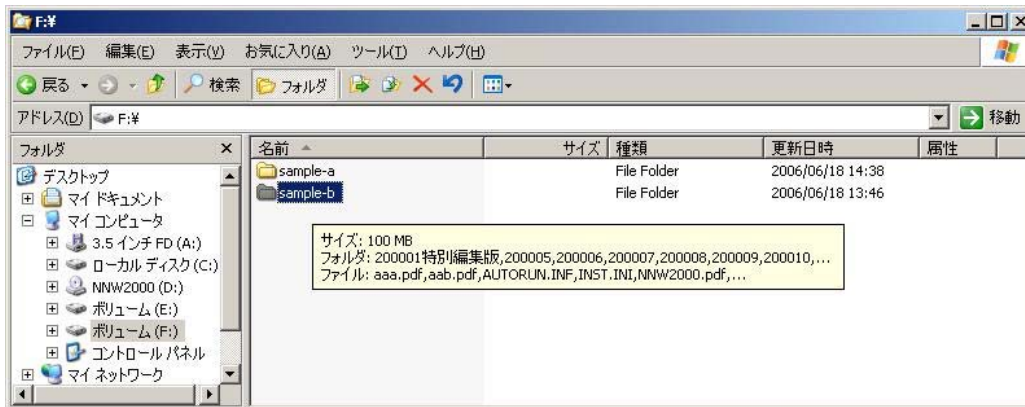 F:¥
ファイル(F) 編集(E) 表示(V) お気に入り(A) ツール(T) ヘルプ(H)
戻る 検索 フォルダ
アドレス(D) F:¥ 移動
フォルダ × 名前 サイズ 種類 更新日時 属性
デスクトップ
マイ ドキュメント
マイ コンピュータ
3.5 インチ FD (A:)
ローカル ディスク (C:)
NNW2000 (D:)
ボリューム (E:)
ボリューム (F:)
コントロール パネル
マイ ネットワーク
sample-a File Folder 2006/06/18 14:38
sample-b File Folder 2006/06/18 13:46
サイズ: 100 MB
フォルダ: 200001特別編集版,200005,200006,200007,200008,200009,200010,...
ファイル: aaa.pdf,aab.pdf,AUTORUN.INF,INST.INI,NNW2000.pdf,...